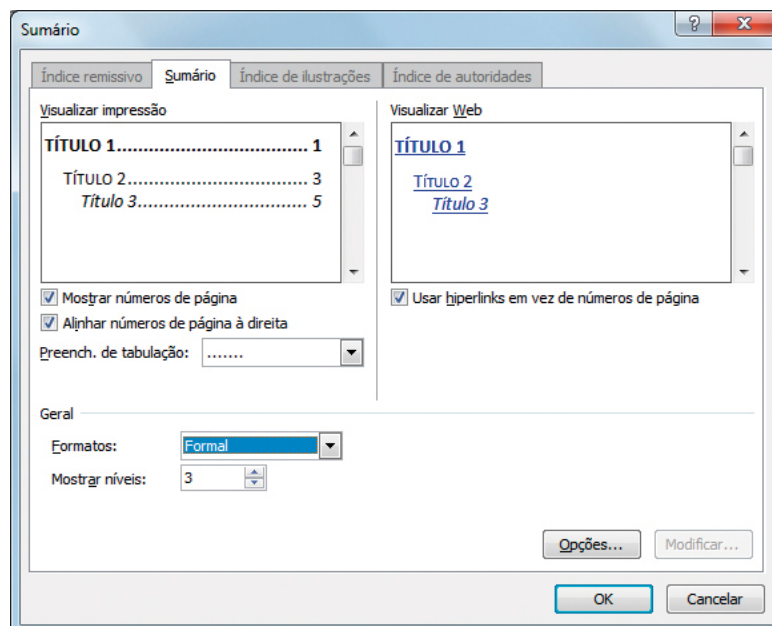 Sumário
Índice remissivo Sumário Índice de ilustrações Índice de autoridades
Visualizar impressão
TÍTULO 1.................................... 1
TÍTULO 2.................................. 3
Título 3................................ 5
Mostrar números de página
Alinhar números de página à direita
Preench. de tabulação: .......
Visualizar Web
TÍTULO 1
TÍTULO 2
Título 3
Usar hiperlinks em vez de números de página
Geral
Formatos: Formal
Mostrar níveis: 3
Opções... Modificar...
OK Cancelar